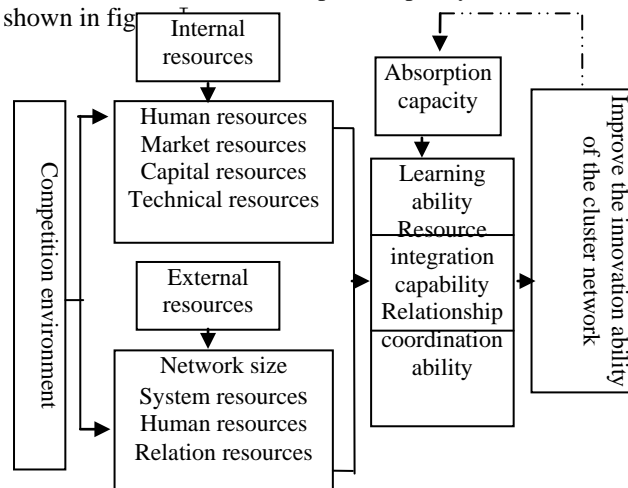 shown in
Internal
resources
Human resources
Market resources
Capital resources
Technical resources
External
resources
Network size
System resources
Human resources
Relation resources
Competition environment
Absorption
capacity
Learning
ability
Resource
integration
capability
Relationship
coordination
ability
Improve the innovation ability
of the cluster network